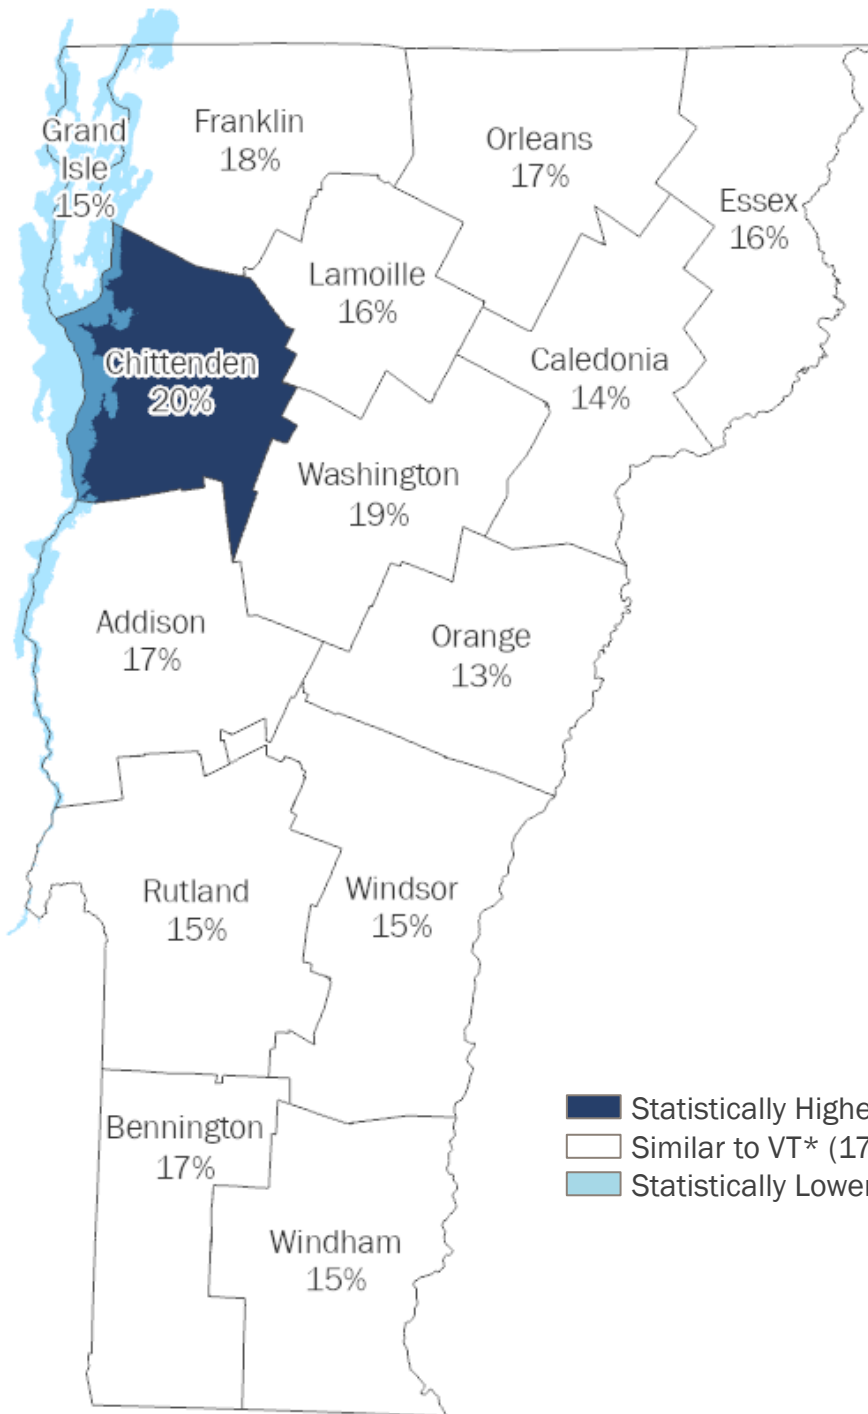 Grand
Isle
15%
Franklin
18%
Orleans
17%
Essex
16%
Lamoille
16%
Chittenden
20%
Caledonia
14%
Washington
19%
Addison
17%
Orange
13%
Rutland
15%
Windsor
15%
Bennington
17%
Windham
15%
Statistically Highe
Similar to VT* (17
Statistically Lower